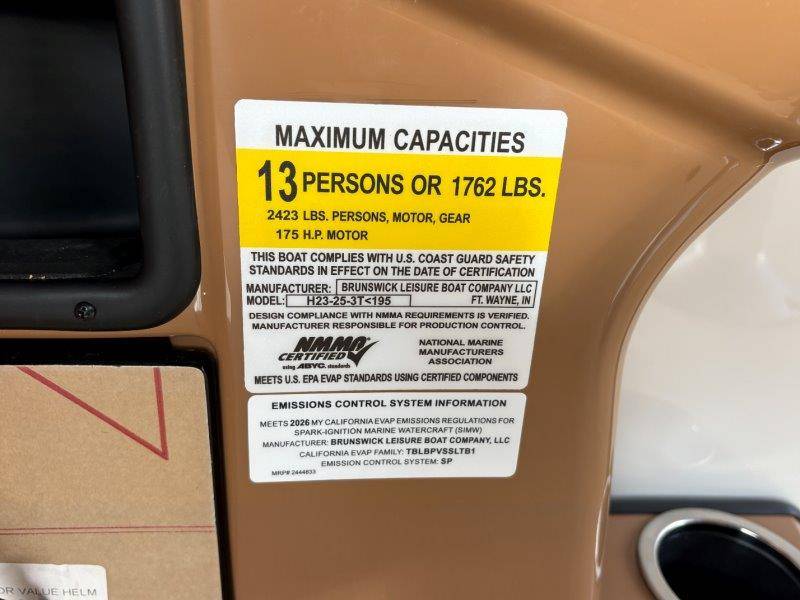 MAXIMUM CAPACITIES
13 PERSONS OR 1762 LBS.
2423 LBS. PERSONS, MOTOR, GEAR
175 H.P. MOTOR
THIS BOAT COMPLIES WITH U.S. COAST GUARD SAFETY
STANDARDS IN EFFECT ON THE DATE OF CERTIFICATION
MANUFACTURER: BRUNSWICK LEISURE BOAT COMPANY LLC
MODEL: H23-25-3T<195 FT. WAYNE, IN
DESIGN COMPLIANCE WITH NMMA REQUIREMENTS IS VERIFIED.
MANUFACTURER RESPONSIBLE FOR PRODUCTION CONTROL.
NMMA
CERTIFIED
using ABYC. standards
NATIONAL MARINE
MANUFACTURERS
ASSOCIATION
MEETS U.S. EPA EVAP STANDARDS USING CERTIFIED COMPONENTS
EMISSIONS CONTROL SYSTEM INFORMATION
MEETS 2026 MY CALIFORNIA EVAP EMISSIONS REGULATIONS FOR
SPARK-IGNITION MARINE WATERCRAFT (SIMW)
MANUFACTURER: BRUNSWICK LEISURE BOAT COMPANY, LLC
CALIFORNIA EVAP FAMILY: TBLBPVSSLTB1
EMISSION CONTROL SYSTEM: SP
MRP# 2444633
OR VALUE HELM